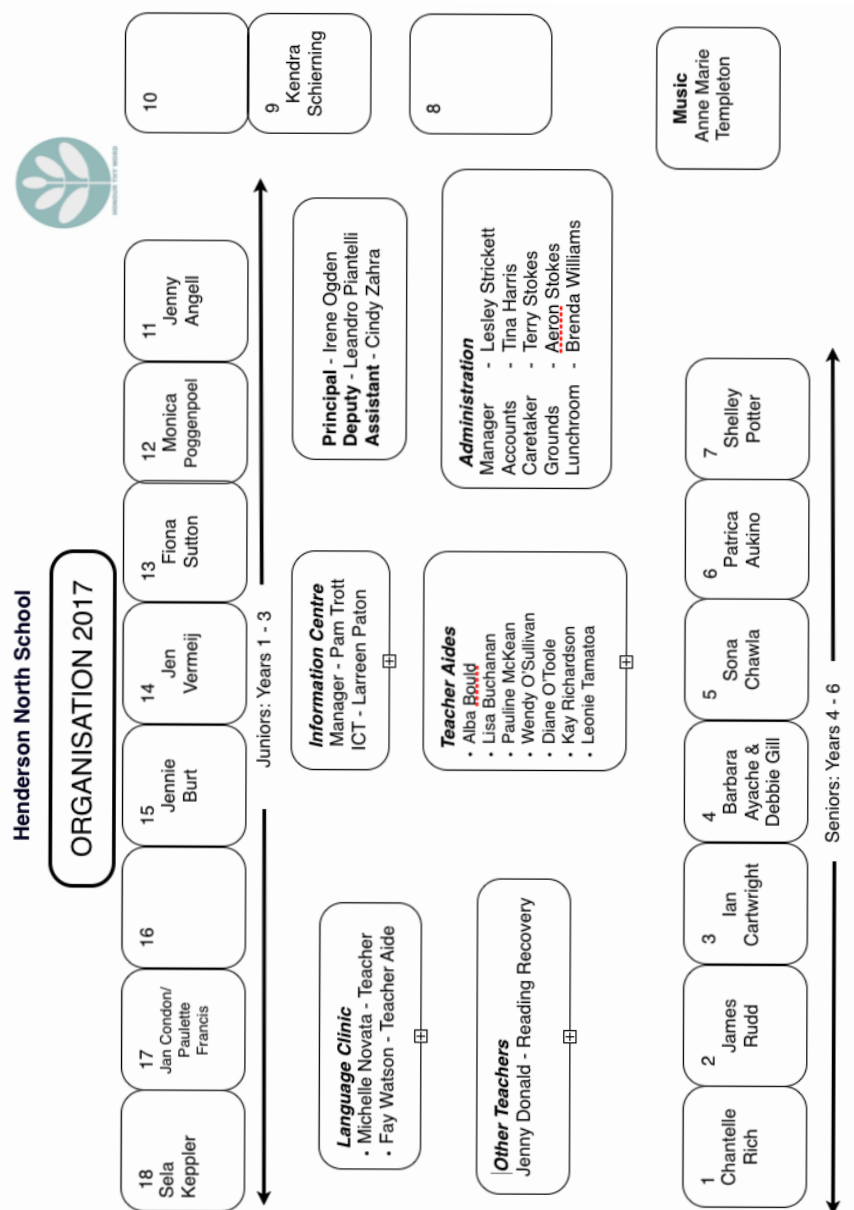 Henderson North School
ORGANISATION 2017
HONOUR THY WORD
18
Sela
Keppler
17
Jan Condon/
Paulette
Francis
16
15
Jennie
Burt
14
Jen
Vermeij
13
Fiona
Sutton
12
Monica
Poggenpoel
11
Jenny
Angell
10
9
Kendra
Schierning
8
Juniors: Years 1 - 3
Language Clinic
• Michelle Novata - Teacher
• Fay Watson - Teacher Aide
Information Centre
Manager - Pam Trott
ICT - Larreen Paton
Principal - Irene Ogden
Deputy - Leandro Piantelli
Assistant - Cindy Zahra
Other Teachers
Jenny Donald - Reading Recovery
Teacher Aides
• Alba Bould
• Lisa Buchanan
• Pauline McKean
• Wendy O'Sullivan
• Diane O'Toole
• Kay Richardson
• Leonie Tamatoa
Administration
Manager - Lesley Strickett
Accounts - Tina Harris
Caretaker - Terry Stokes
Grounds - Aeron Stokes
Lunchroom - Brenda Williams
Music
Anne Marie
Templeton
1
Chantelle
Rich
2
James
Rudd
3
Ian
Cartwright
4
Barbara
Ayache &
Debbie Gill
5
Sona
Chawla
6
Patrica
Aukino
7
Shelley
Potter
Seniors: Years 4 - 6